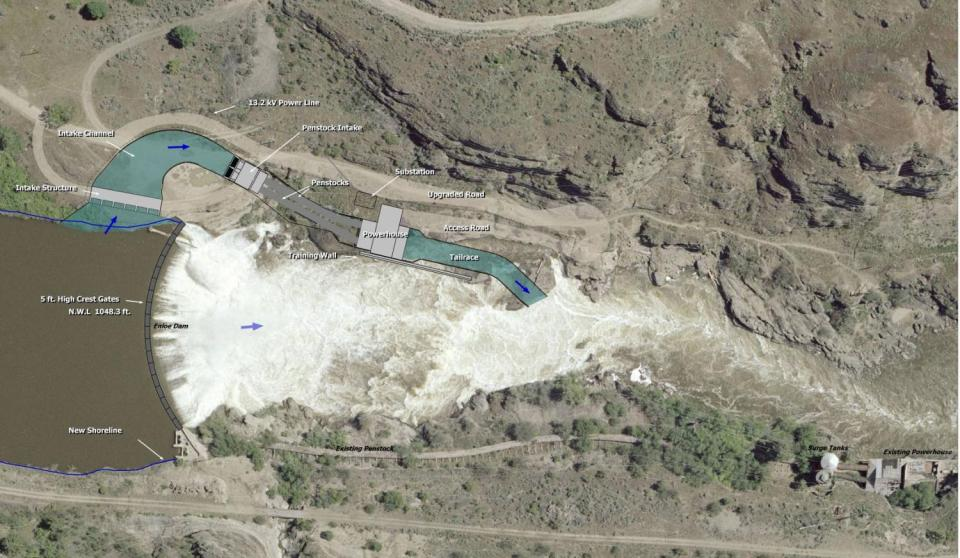 13.2 kV Power Line
Intake Channel
Penstock Intake
Substation
Intake Structure
Penstocks
Upgraded Road
Access Road
Powerhouse
Training Wall
Tailrace
5 ft. High Crest Gates
N.W.L 1048.3 ft.
Enloe Dam
New Shoreline
Existing Penstock
Surge Tanks
Existing Powerhouse